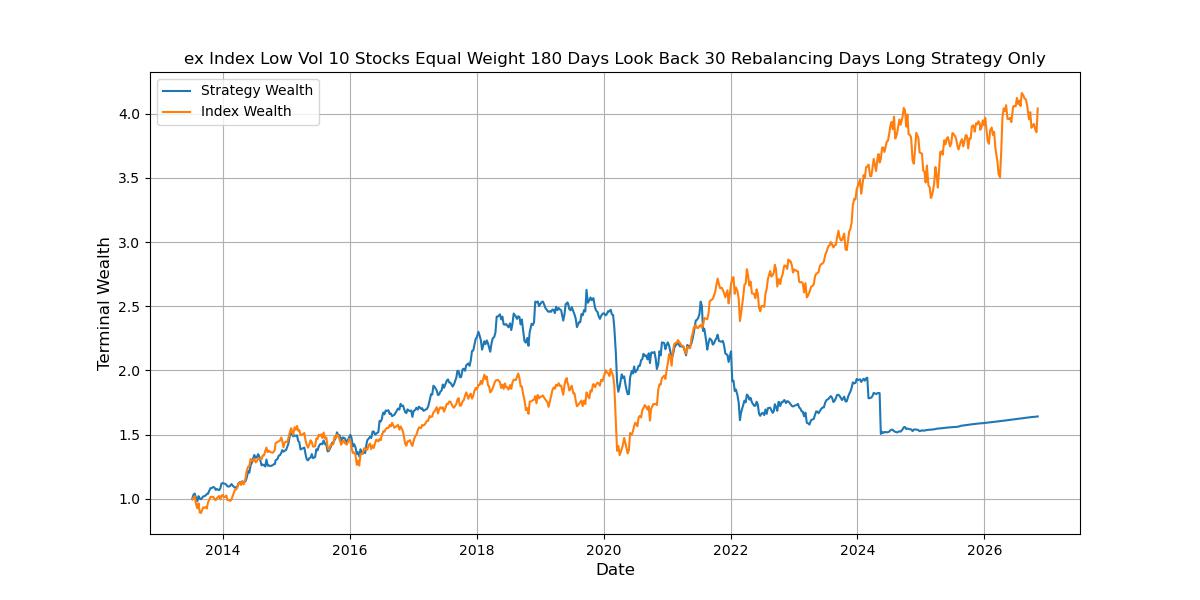 ex Index Low Vol 10 Stocks Equal Weight 180 Days Look Back 30 Rebalancing Days Long Strategy Only
Strategy Wealth
Index Wealth
Terminal Wealth
4.0
3.5
3.0
2.5
2.0
1.5
1.0
2014 2016 2018 2020 2022 2024 2026
Date